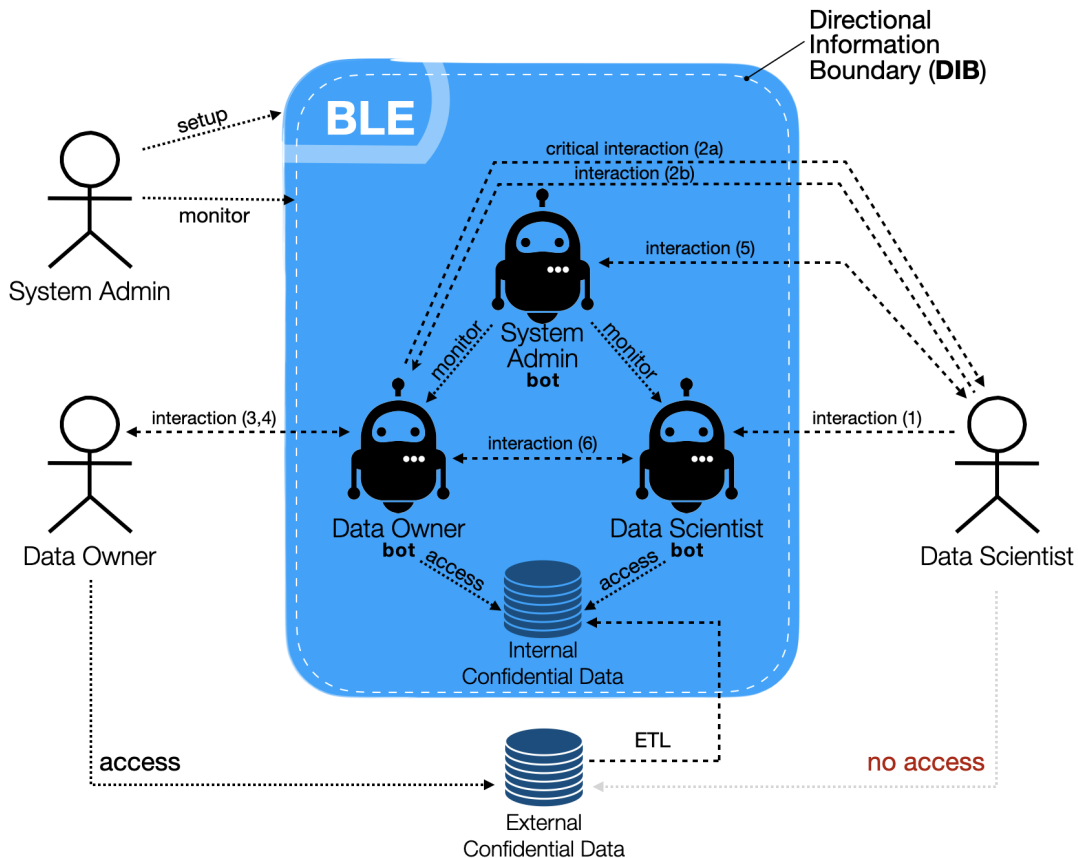 Directional
Information
Boundary (DIB)
BLE
setup
critical interaction (2a)
interaction (2b)
monitor
interaction (5)
System Admin
System
Admin
bot
monitor
monitor
interaction (3,4)
interaction (6)
interaction (1)
Data Owner
bot
Data Scientist
bot
Data Owner
Data Scientist
access
access
Internal
Confidential Data
ETL
access
no access
External
Confidential Data